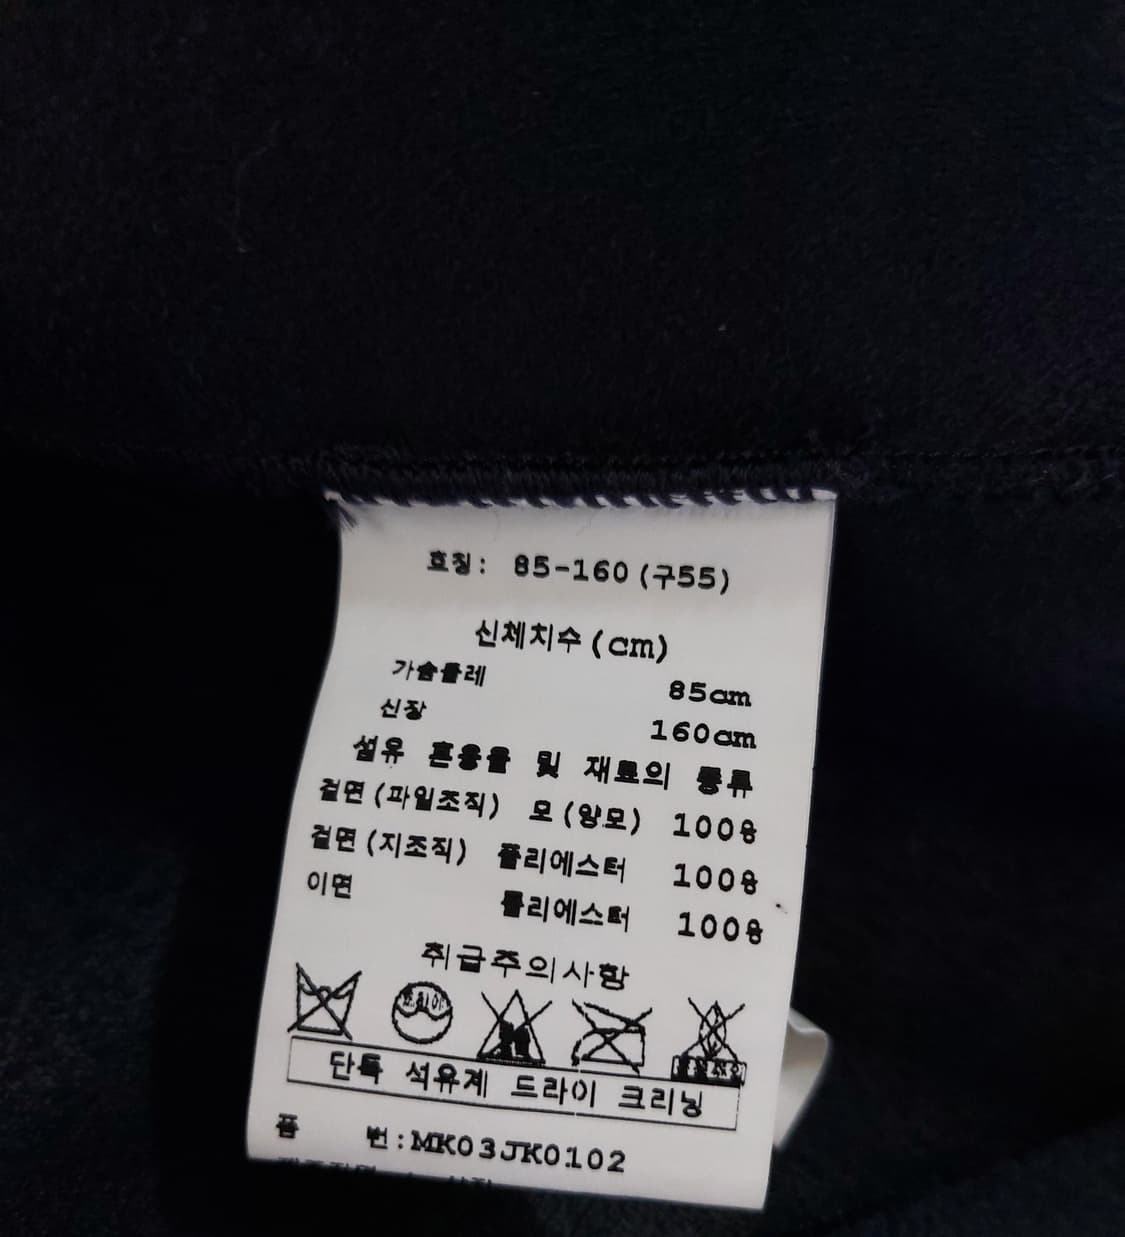 호칭: 85-160(구55)
신체치수(cm)
가슴둘레 85cm
신장 160cm
섬유 혼용율 및 재료의 종류
겉면(파일조직) 모(양모) 100%
겉면(지조직) 폴리에스터 100%
이면 폴리에스터 100%
취급주의사항
드라이
단독 석유계 드라이 크리닝
품 번:MK03JK0102